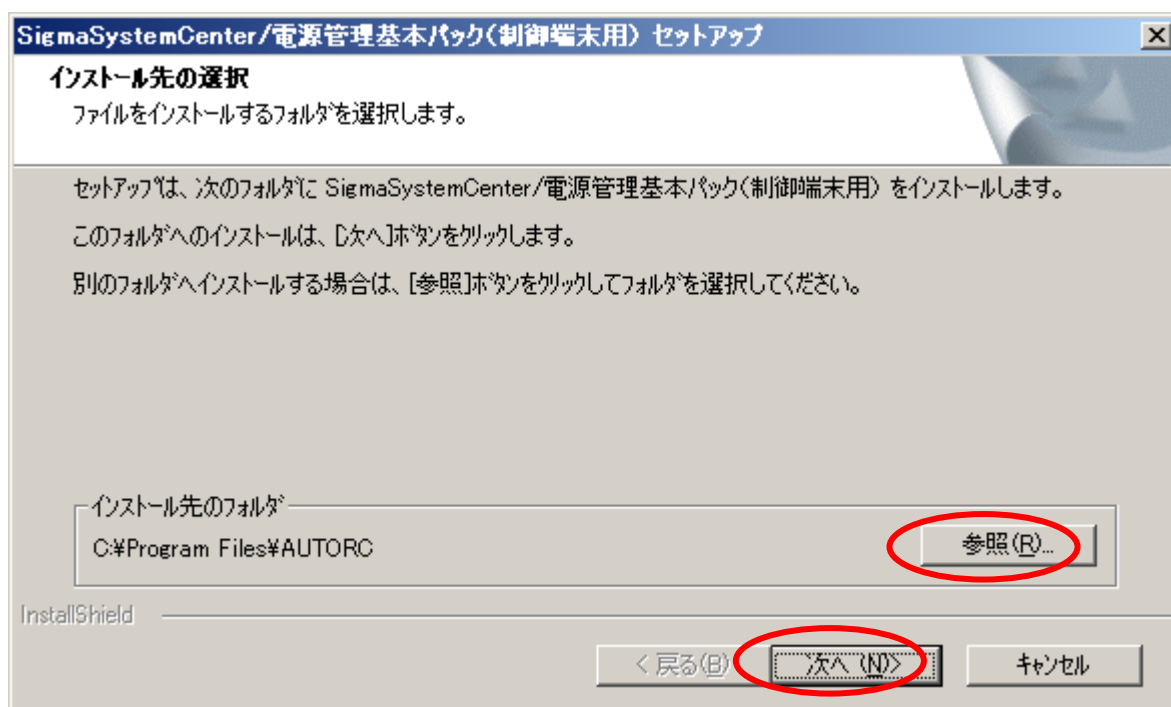 SigmaSystemCenter/電源管理基本パック(制御端末用) セットアップ
インストール先の選択
ファイルをインストールするフォルダを選択します。
セットアップは、次のフォルダに SigmaSystemCenter/電源管理基本パック(制御端末用) をインストールします。
このフォルダへのインストールは、[次へ]ボタンをクリックします。
別のフォルダへインストールする場合は、[参照]ボタンをクリックしてフォルダを選択してください。
インストール先のフォルダ
C:¥Program Files¥AUTORC
参照(R)...
InstallShield
< 戻る(B)
次へ (N)>
キャンセル